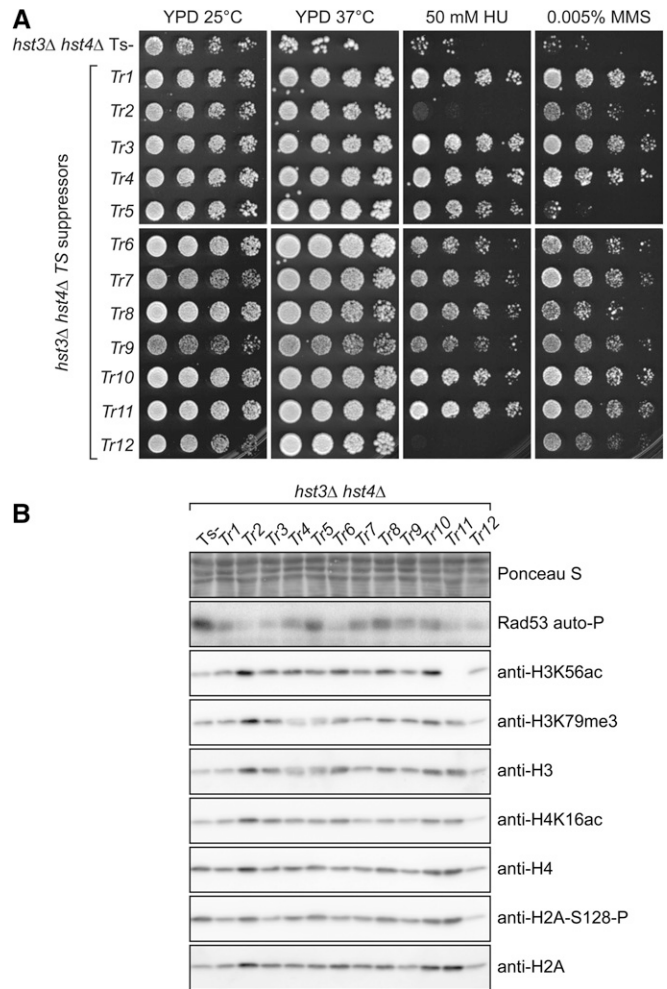 A
YPD 25°C YPD 37°C 50 mM HU 0.005% MMS
hst3Δ hst4Δ Ts-
hst3Δ hst4Δ TS suppressors
Tr1
Tr2
Tr3
Tr4
Tr5
Tr6
Tr7
Tr8
Tr9
Tr10
Tr11
Tr12
B
hst3Δ hst4Δ
Ts- Tr1 Tr2 Tr3 Tr4 Tr5 Tr6 Tr7 Tr8 Tr9 Tr10 Tr11 Tr12
Ponceau S
Rad53 auto-P
anti-H3K56ac
anti-H3K79me3
anti-H3
anti-H4K16ac
anti-H4
anti-H2A-S128-P
anti-H2A